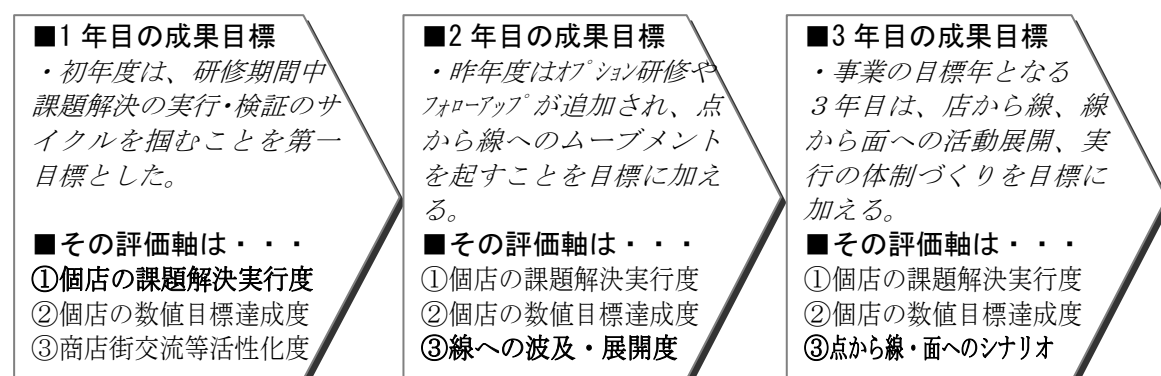 ■1 年目の成果目標
・初年度は、研修期間中
課題解決の実行・検証のサ
イクルを掴むことを第一
目標とした。
■その評価軸は・・・
①個店の課題解決実行度
②個店の数値目標達成度
③商店街交流等活性化度
■2 年目の成果目標
・昨年度はｵﾌﾟｼｮﾝ研修や
ﾌｫﾛｰｱｯﾌﾟが追加され、点
から線へのムーブメント
を起すことを目標に加え
る。
■その評価軸は・・・
①個店の課題解決実行度
②個店の数値目標達成度
③線への波及・展開度
■3 年目の成果目標
・事業の目標年となる
３年目は、店から線、線
から面への活動展開、実
行の体制づくりを目標に
加える。
■その評価軸は・・・
①個店の課題解決実行度
②個店の数値目標達成度
③点から線・面へのシナリオ